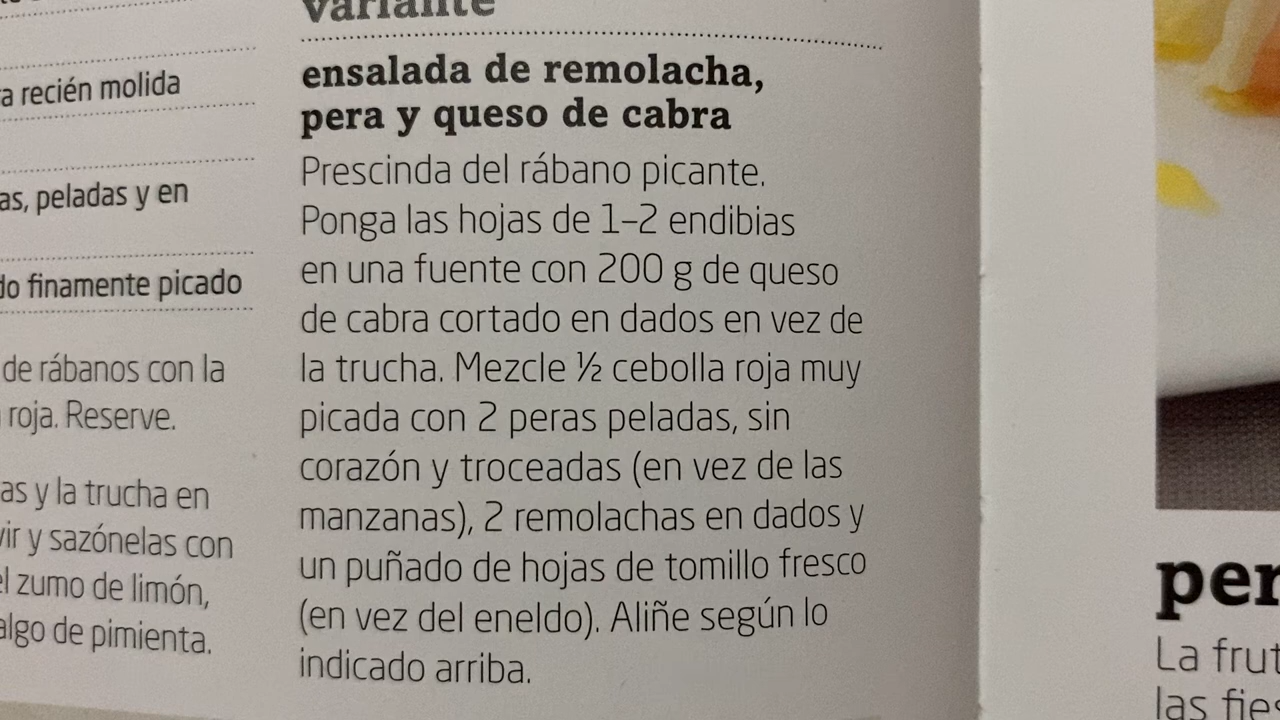 a recién molida
as, peladas y en
do finamente picado
de rábanos con la
roja. Reserve.
as y la trucha en
vir y sazónelas con
el zumo de limón,
algo de pimienta.
variante
ensalada de remolacha,
pera y queso de cabra
Prescinda del rábano picante.
Ponga las hojas de 1–2 endibias
en una fuente con 200 g de queso
de cabra cortado en dados en vez de
la trucha. Mezcle ½ cebolla roja muy
picada con 2 peras peladas, sin
corazón y troceadas (en vez de las
manzanas), 2 remolachas en dados y
un puñado de hojas de tomillo fresco
(en vez del eneldo). Aliñe según lo
indicado arriba.
per
La frut
las fies